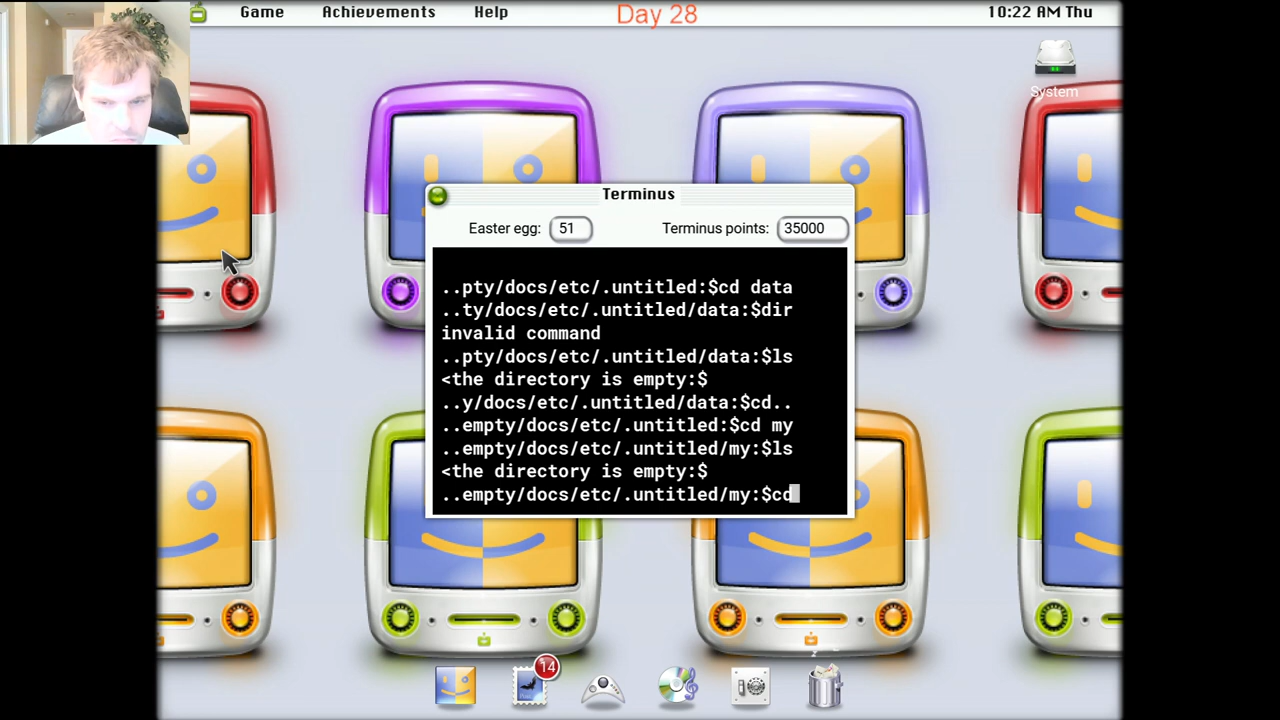 Game Achievements Help Day 28 10:22 AM Thu
System
Terminus
Easter egg: 51 Terminus points: 35000
..pty/docs/etc/.untitled:$cd data
..ty/docs/etc/.untitled/data:$dir
invalid command
..pty/docs/etc/.untitled/data:$ls
<the directory is empty:$
..y/docs/etc/.untitled/data:$cd..
..empty/docs/etc/.untitled:$cd my
..empty/docs/etc/.untitled/my:$ls
<the directory is empty:$
..empty/docs/etc/.untitled/my:$cd
14